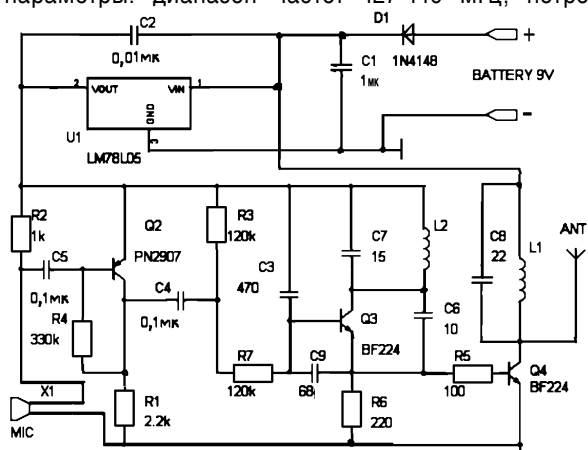 параметры: диапазон частот 427-440 МГц, потре
C2
0,01мк
D1
1N4148
+
C1
1мк
BATTERY 9V
-
2 VOUT VIN 1
GND
3
U1
LM78L05
R2
1k
Q2
PN2907
R3
120k
C7
15
L2
C8
22
L1
ANT
C5
0,1мк
C4
0,1мк
C3
470
R4
330k
Q3
BF224
C6
10
R7
120k
C9
68
R5
100
Q4
BF224
X1
MIC
R1
2.2k
R6
220